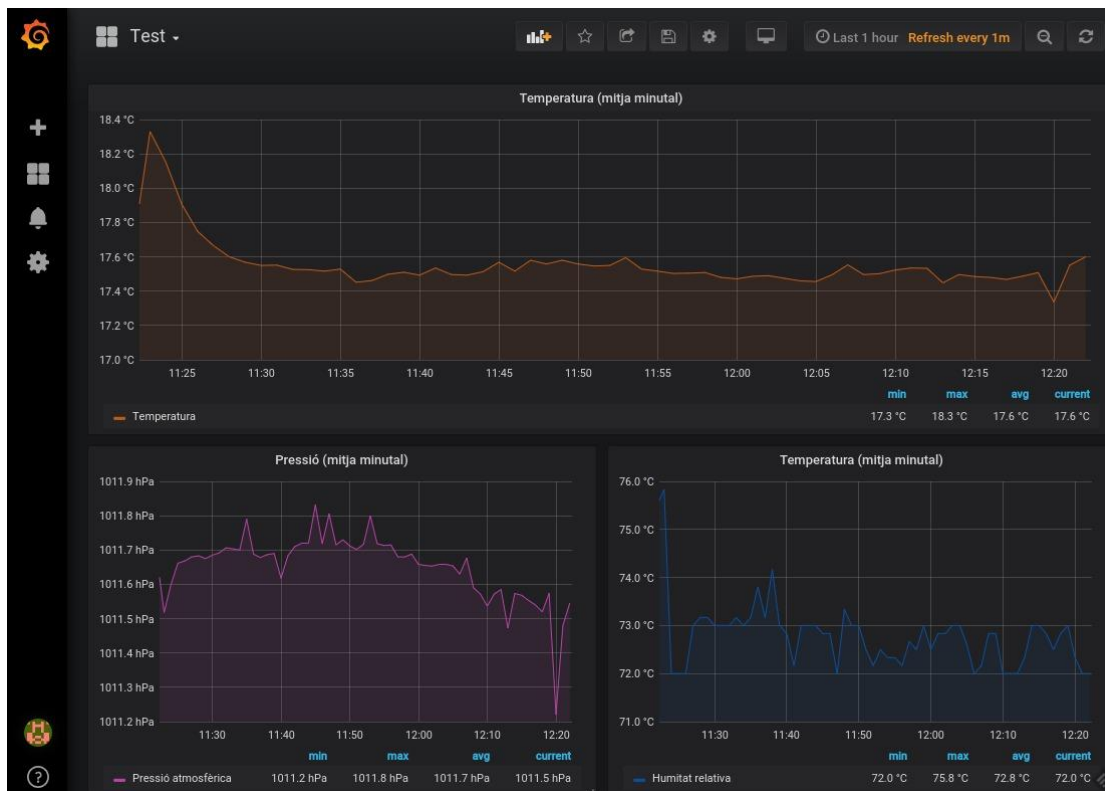 Test
Last 1 hour Refresh every 1m
Temperatura (mitja minutal)
18.4 °C
18.2 °C
18.0 °C
17.8 °C
17.6 °C
17.4 °C
17.2 °C
17.0 °C
11:25 11:30 11:35 11:40 11:45 11:50 11:55 12:00 12:05 12:10 12:15 12:20
min max avg current
Temperatura 17.3 °C 18.3 °C 17.6 °C 17.6 °C
Pressió (mitja minutal)
1011.9 hPa
1011.8 hPa
1011.7 hPa
1011.6 hPa
1011.5 hPa
1011.4 hPa
1011.3 hPa
1011.2 hPa
11:30 11:40 11:50 12:00 12:10 12:20
min max avg current
Pressió atmosfèrica 1011.2 hPa 1011.8 hPa 1011.7 hPa 1011.5 hPa
Temperatura (mitja minutal)
76.0 °C
75.0 °C
74.0 °C
73.0 °C
72.0 °C
71.0 °C
11:30 11:40 11:50 12:00 12:10 12:20
min max avg current
Humitat relativa 72.0 °C 75.8 °C 72.8 °C 72.0 °C
?